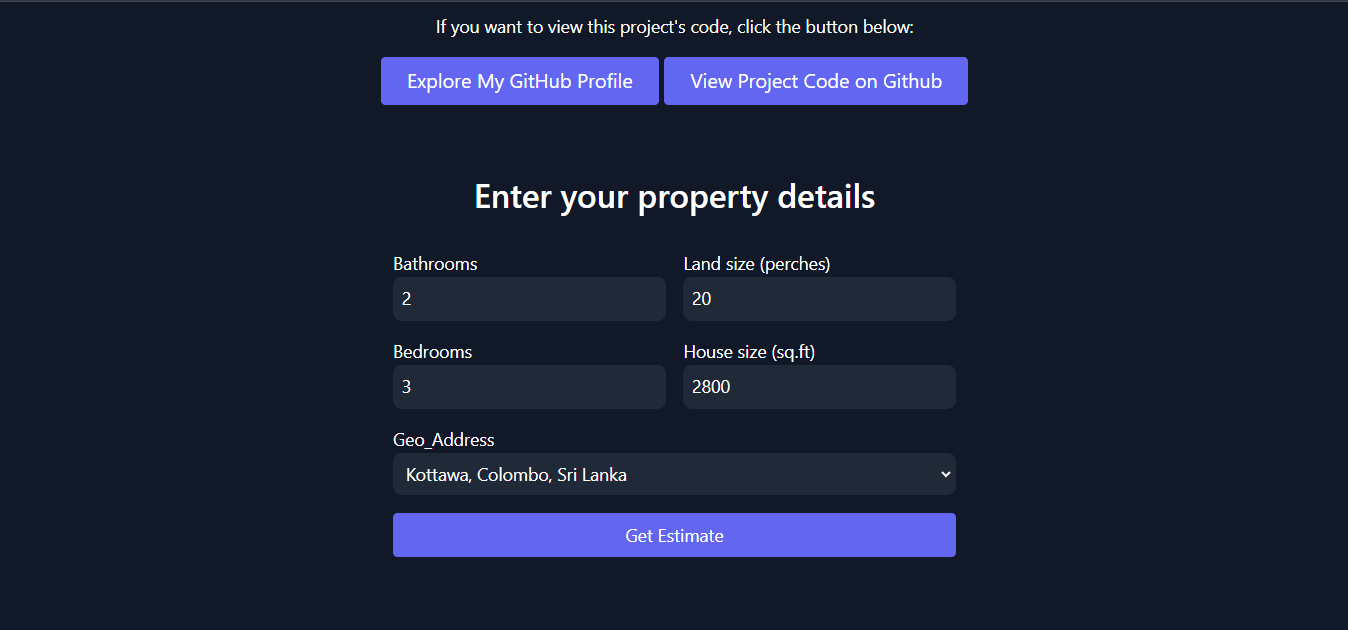 If you want to view this project's code, click the button below:
Explore My GitHub Profile
View Project Code on Github
Enter your property details
Bathrooms
Land size (perches)
2
20
Bedrooms
House size (sq.ft)
3
2800
Geo_Address
Kottawa, Colombo, Sri Lanka
Get Estimate